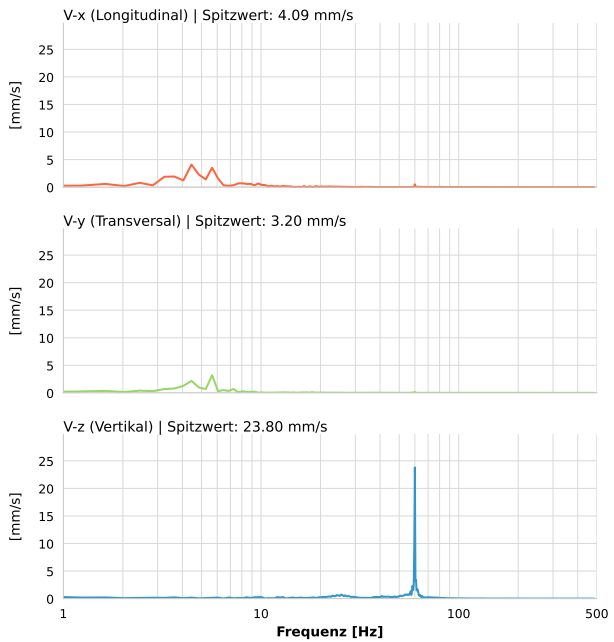 V-x (Longitudinal) | Spitzwert: 4.09 mm/s
25
20
15
10
5
0
[mm/s]
V-y (Transversal) | Spitzwert: 3.20 mm/s
25
20
15
10
5
0
[mm/s]
V-z (Vertikal) | Spitzwert: 23.80 mm/s
25
20
15
10
5
0
[mm/s]
1 10 100 500
Frequenz [Hz]